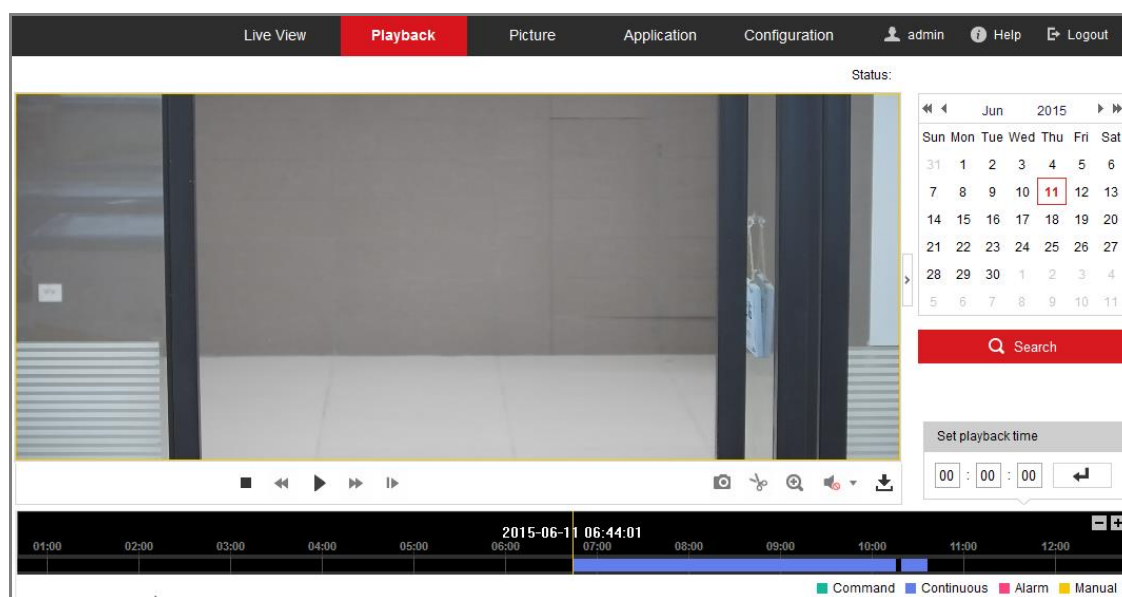 Live View Playback Picture Application Configuration admin Help Logout
Status:
Jun 2015
Sun Mon Tue Wed Thu Fri Sat
31 1 2 3 4 5 6
7 8 9 10 11 12 13
14 15 16 17 18 19 20
21 22 23 24 25 26 27
28 29 30 1 2 3 4
5 6 7 8 9 10 11
Search
Set playback time
00 : 00 : 00
2015-06-11 06:44:01
01:00 02:00 03:00 04:00 05:00 06:00 07:00 08:00 09:00 10:00 11:00 12:00
Command Continuous Alarm Manual